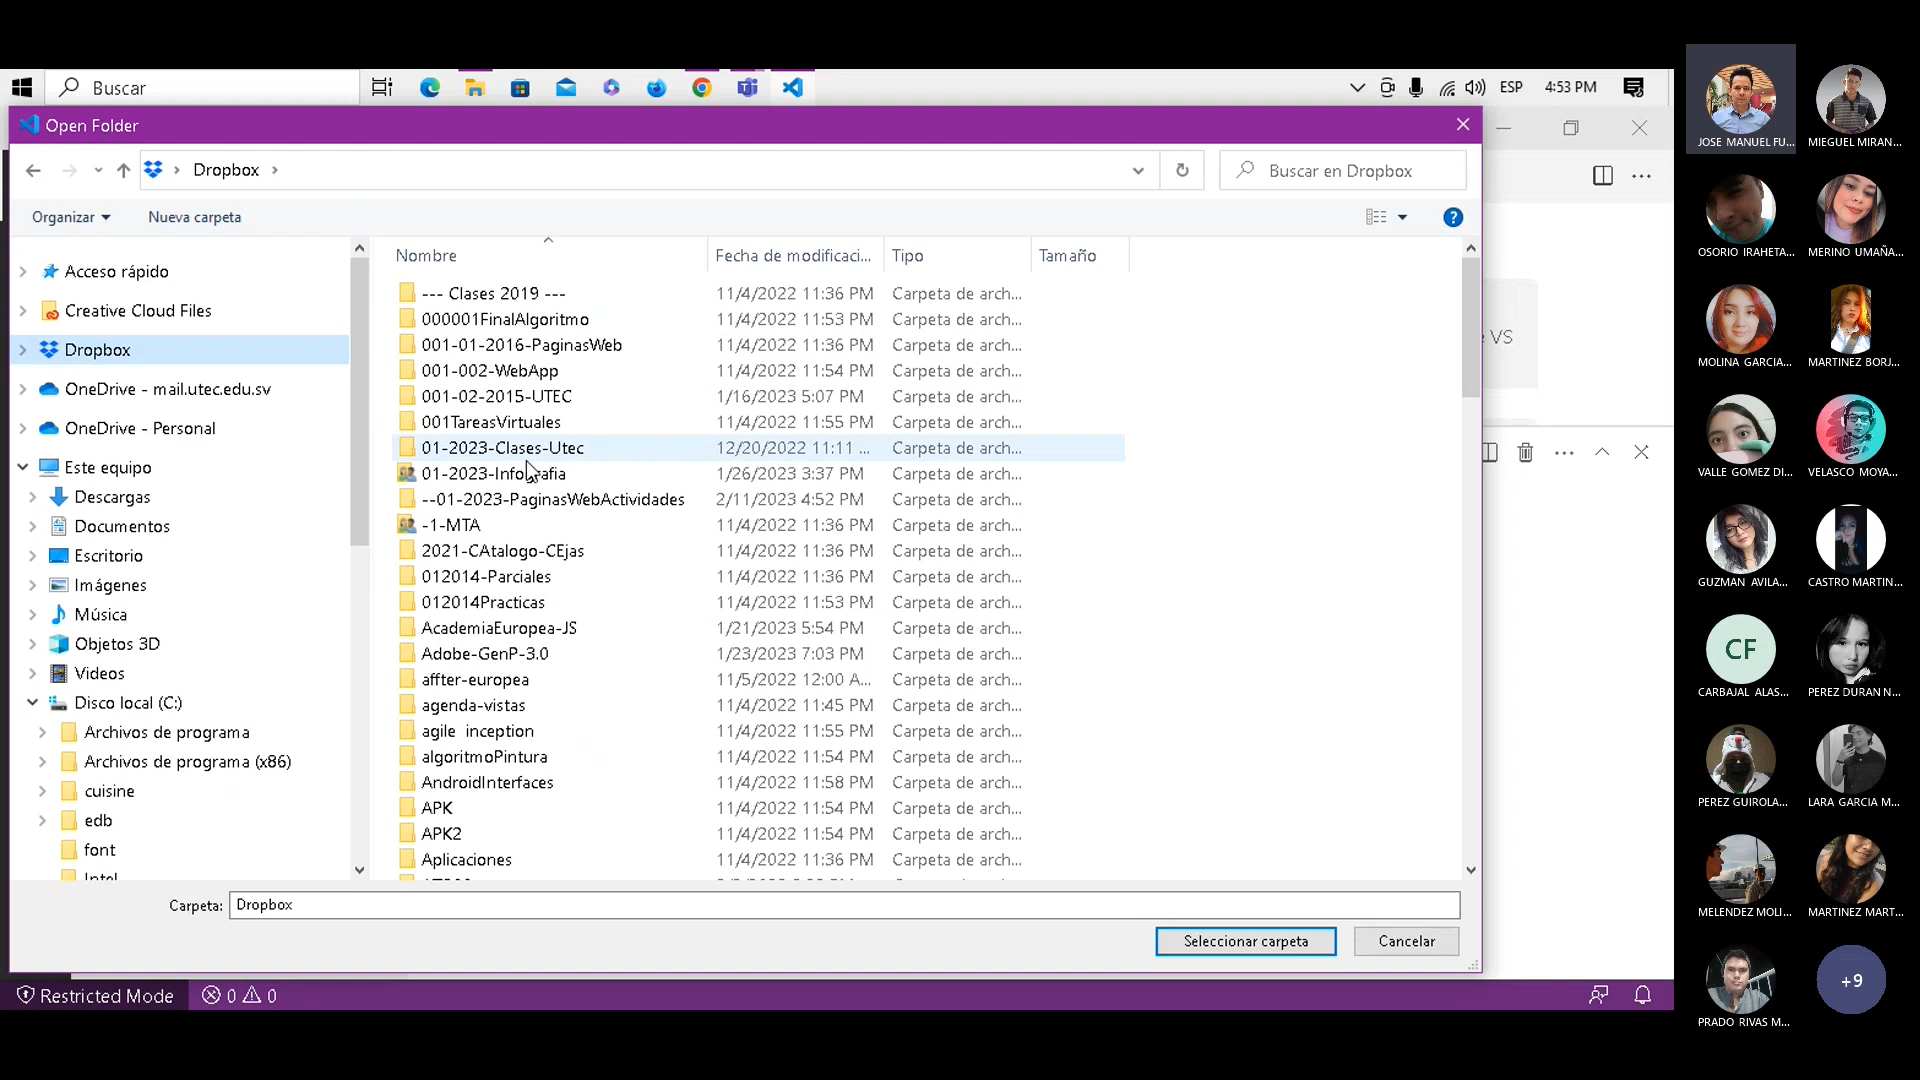 Buscar
ESP
4:53 PM
Open Folder
Dropbox
Buscar en Dropbox
Organizar
Nueva carpeta
Nombre
Fecha de modificaci...
Tipo
Tamaño
Acceso rápido
Creative Cloud Files
Dropbox
OneDrive - mail.utec.edu.sv
OneDrive - Personal
Este equipo
Descargas
Documentos
Escritorio
Imágenes
Música
Objetos 3D
Videos
Disco local (C:)
Archivos de programa
Archivos de programa (x86)
cuisine
edb
font
Intel
--- Clases 2019 --- 11/4/2022 11:36 PM Carpeta de arch...
000001FinalAlgoritmo 11/4/2022 11:53 PM Carpeta de arch...
001-01-2016-PaginasWeb 11/4/2022 11:36 PM Carpeta de arch...
001-002-WebApp 11/4/2022 11:54 PM Carpeta de arch...
001-02-2015-UTEC 1/16/2023 5:07 PM Carpeta de arch...
001TareasVirtuales 11/4/2022 11:55 PM Carpeta de arch...
01-2023-Clases-Utec 12/20/2022 11:11 ... Carpeta de arch...
01-2023-Infografia 1/26/2023 3:37 PM Carpeta de arch...
--01-2023-PaginasWebActividades 2/11/2023 4:52 PM Carpeta de arch...
-1-MTA 11/4/2022 11:36 PM Carpeta de arch...
2021-CAtalogo-CEjas 11/4/2022 11:36 PM Carpeta de arch...
012014-Parciales 11/4/2022 11:36 PM Carpeta de arch...
012014Practicas 11/4/2022 11:53 PM Carpeta de arch...
AcademiaEuropea-JS 1/21/2023 5:54 PM Carpeta de arch...
Adobe-GenP-3.0 1/23/2023 7:03 PM Carpeta de arch...
affter-europea 11/5/2022 12:00 A... Carpeta de arch...
agenda-vistas 11/4/2022 11:45 PM Carpeta de arch...
agile inception 11/4/2022 11:55 PM Carpeta de arch...
algoritmoPintura 11/4/2022 11:54 PM Carpeta de arch...
AndroidInterfaces 11/4/2022 11:58 PM Carpeta de arch...
APK 11/4/2022 11:54 PM Carpeta de arch...
APK2 11/4/2022 11:54 PM Carpeta de arch...
Aplicaciones 11/4/2022 11:36 PM Carpeta de arch...
Carpeta: Dropbox
Seleccionar carpeta
Cancelar
VS
Restricted Mode
0 0
JOSE MANUEL FU...
MIEGUEL MIRAN...
OSORIO IRAHETA...
MERINO UMAÑA...
MOLINA GARCIA...
MARTINEZ BORJ...
VALLE GOMEZ DI...
VELASCO MOYA...
GUZMAN AVILA...
CASTRO MARTIN...
CF
CARBAJAL ALAS...
PEREZ DURAN N...
PEREZ GUIROLA...
LARA GARCIA M...
MELENDEZ MOLI...
MARTINEZ MART...
PRADO RIVAS M...
+9